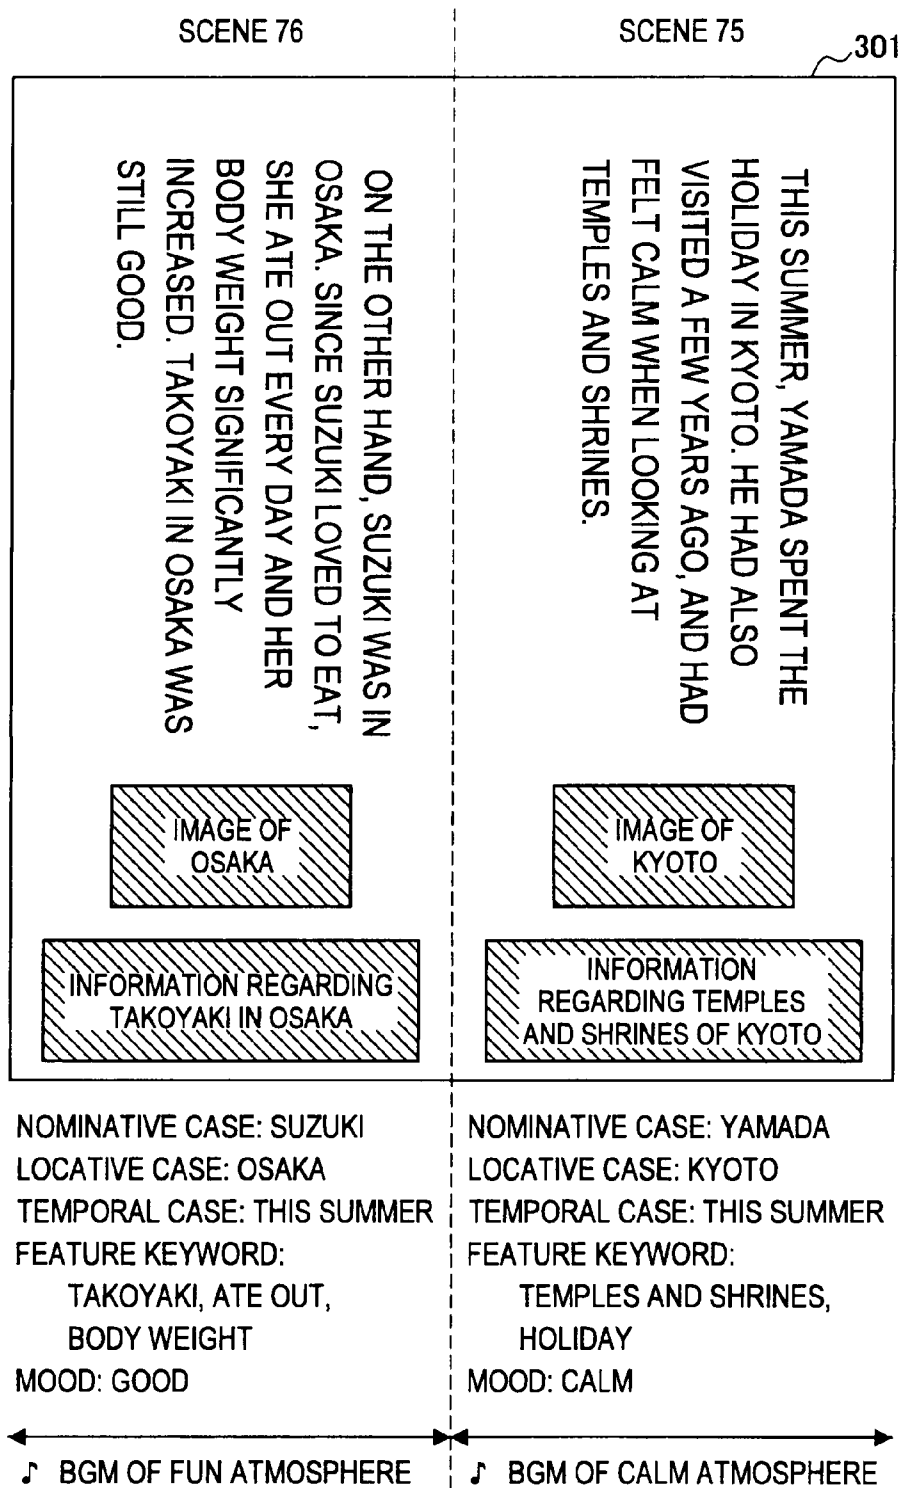 SCENE 76
SCENE 75
301
THIS SUMMER, YAMADA SPENT THE
HOLIDAY IN KYOTO. HE HAD ALSO
VISITED A FEW YEARS AGO, AND HAD
FELT CALM WHEN LOOKING AT
TEMPLES AND SHRINES.
ON THE OTHER HAND, SUZUKI WAS IN
OSAKA. SINCE SUZUKI LOVED TO EAT,
SHE ATE OUT EVERY DAY AND HER
BODY WEIGHT SIGNIFICANTLY
INCREASED. TAKOYAKI IN OSAKA WAS
STILL GOOD.
IMAGE OF
OSAKA
IMAGE OF
KYOTO
INFORMATION REGARDING
TAKOYAKI IN OSAKA
INFORMATION
REGARDING TEMPLES
AND SHRINES OF KYOTO
NOMINATIVE CASE: SUZUKI
LOCATIVE CASE: OSAKA
TEMPORAL CASE: THIS SUMMER
FEATURE KEYWORD:
TAKOYAKI, ATE OUT,
BODY WEIGHT
MOOD: GOOD
NOMINATIVE CASE: YAMADA
LOCATIVE CASE: KYOTO
TEMPORAL CASE: THIS SUMMER
FEATURE KEYWORD:
TEMPLES AND SHRINES,
HOLIDAY
MOOD: CALM
♪ BGM OF FUN ATMOSPHERE
♪ BGM OF CALM ATMOSPHERE